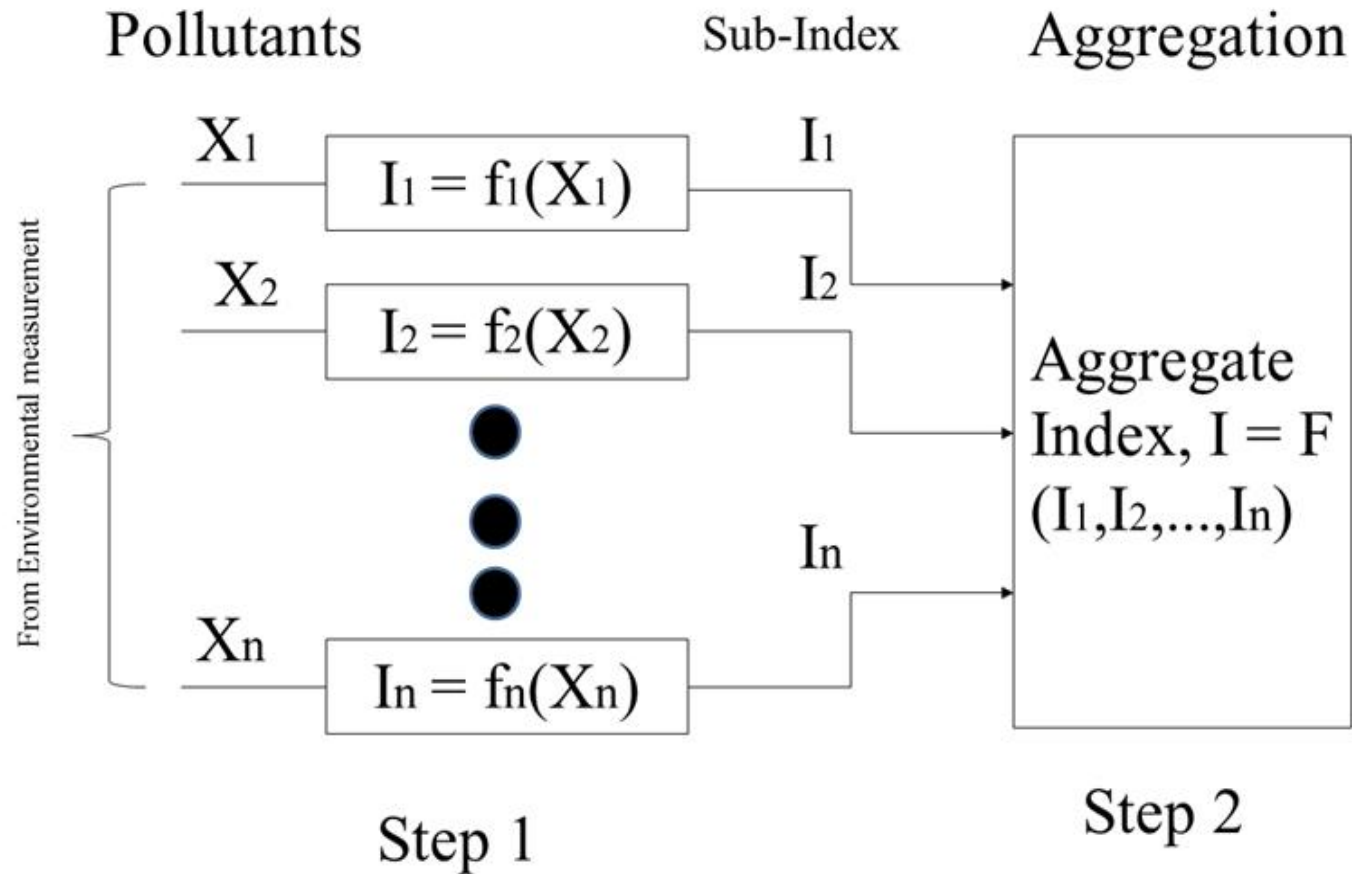 Pollutants
Sub-Index
Aggregation
From Environmental measurement
X1
I1 = f1(X1)
I1
X2
I2 = f2(X2)
I2
Aggregate
Index, I = F
(I1,I2,...,In)
Xn
In = fn(Xn)
In
Step 1
Step 2